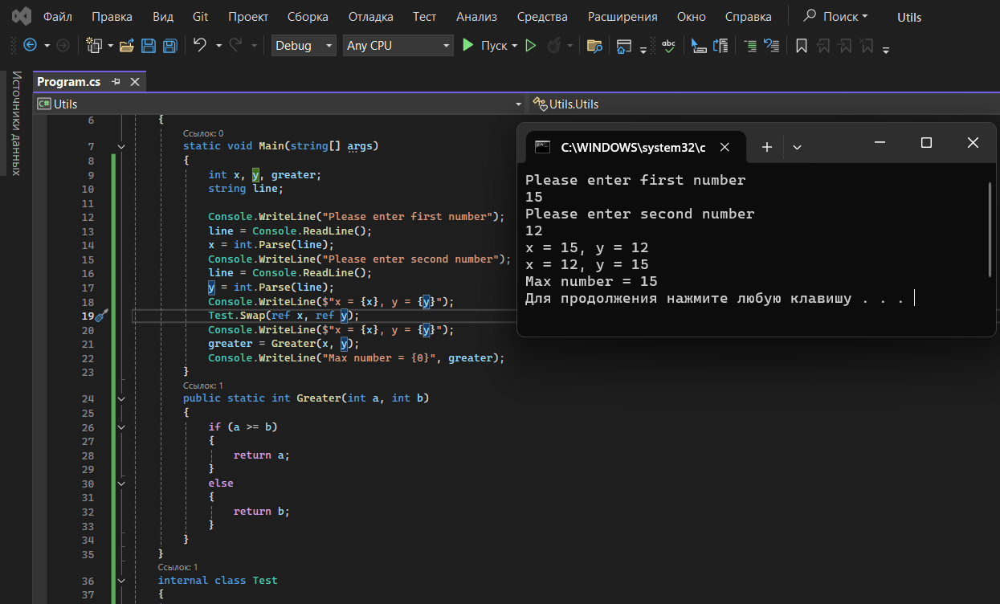 Файл Правка Вид Git Проект Сборка Отладка Тест Анализ Средства Расширения Окно Справка Поиск Utils
Debug Any CPU Пуск abc
Источники данных
Program.cs
C# Utils Utils.Utils
6 {
Ссылок: 0
7 static void Main(string[] args)
8 {
9 int x, y, greater;
10 string line;
11
12 Console.WriteLine("Please enter first number");
13 line = Console.ReadLine();
14 x = int.Parse(line);
15 Console.WriteLine("Please enter second number");
16 line = Console.ReadLine();
17 y = int.Parse(line);
18 Console.WriteLine($"x = {x}, y = {y}");
19 Test.Swap(ref x, ref y);
20 Console.WriteLine($"x = {x}, y = {y}");
21 greater = Greater(x, y);
22 Console.WriteLine("Max number = {0}", greater);
23 }
Ссылок: 1
24 public static int Greater(int a, int b)
25 {
26 if (a >= b)
27 {
28 return a;
29 }
30 else
31 {
32 return b;
33 }
34 }
35 }
Ссылок: 1
36 internal class Test
37 {
C:\WINDOWS\system32\c
Please enter first number
15
Please enter second number
12
x = 15, y = 12
x = 12, y = 15
Max number = 15
Для продолжения нажмите любую клавишу . . .